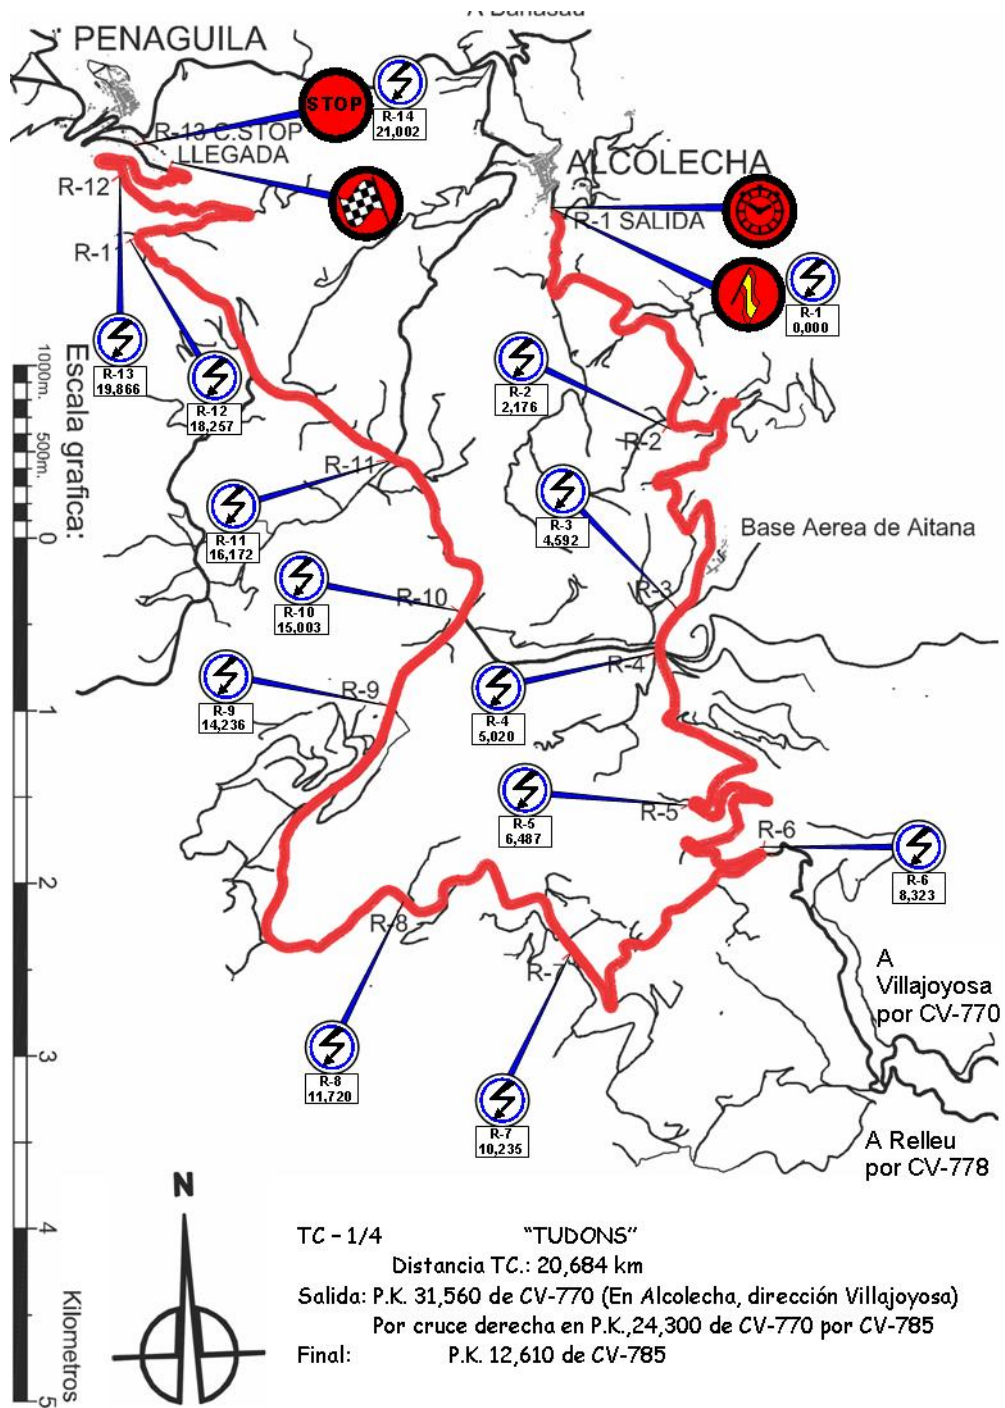 A Banasau
PENAGUILA
STOP
R-14
21,002
R-13 C.STOP
LLEGADA
ALCOLECHA
R-12
R-1 SALIDA
R-11
R-1
0,000
R-13
19,866
R-12
18,257
R-2
2,176
R-2
1000m.
500m.
0
Escala grafica:
R-11
R-11
16,172
R-3
4,592
Base Aerea de Aitana
R-10
15,003
R-10
R-3
R-9
14,236
R-9
R-4
R-4
5,020
1
R-5
6,487
R-5
R-6
R-6
8,323
2
R-8
R-7
A
Villajoyosa
por CV-770
R-8
11,720
3
R-7
10,235
A Relleu
por CV-778
N
4
Kilometros
5
TC - 1/4 "TUDONS"
Distancia TC.: 20,684 km
Salida: P.K. 31,560 de CV-770 (En Alcolecha, dirección Villajoyosa)
Por cruce derecha en P.K.,24,300 de CV-770 por CV-785
Final: P.K. 12,610 de CV-785